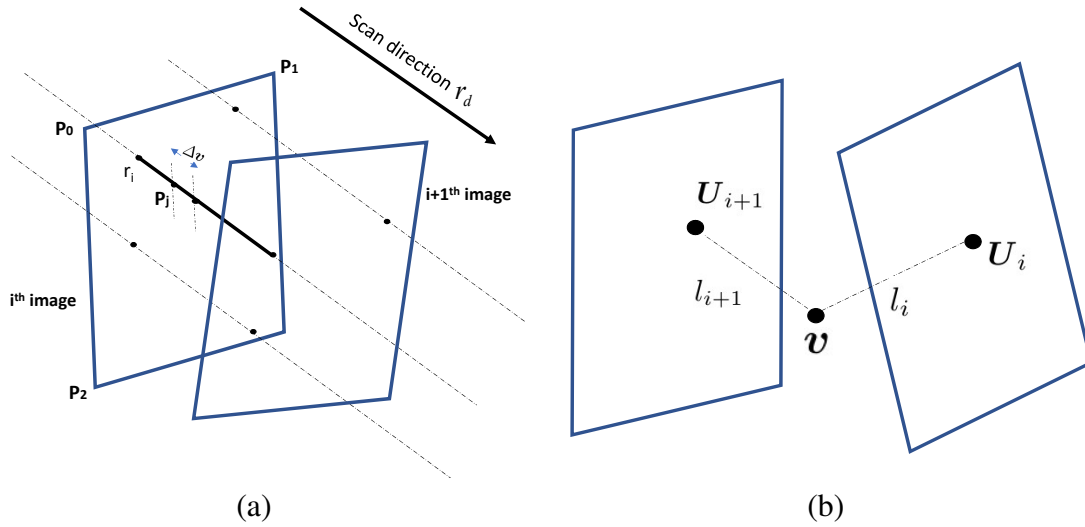 Scan direction r_d
P₁
P₀
Δv
r_i
P_j
i+1ᵗʰ image
iᵗʰ image
P₂
(a)
U_{i+1}
U_i
l_{i+1}
l_i
v
(b)